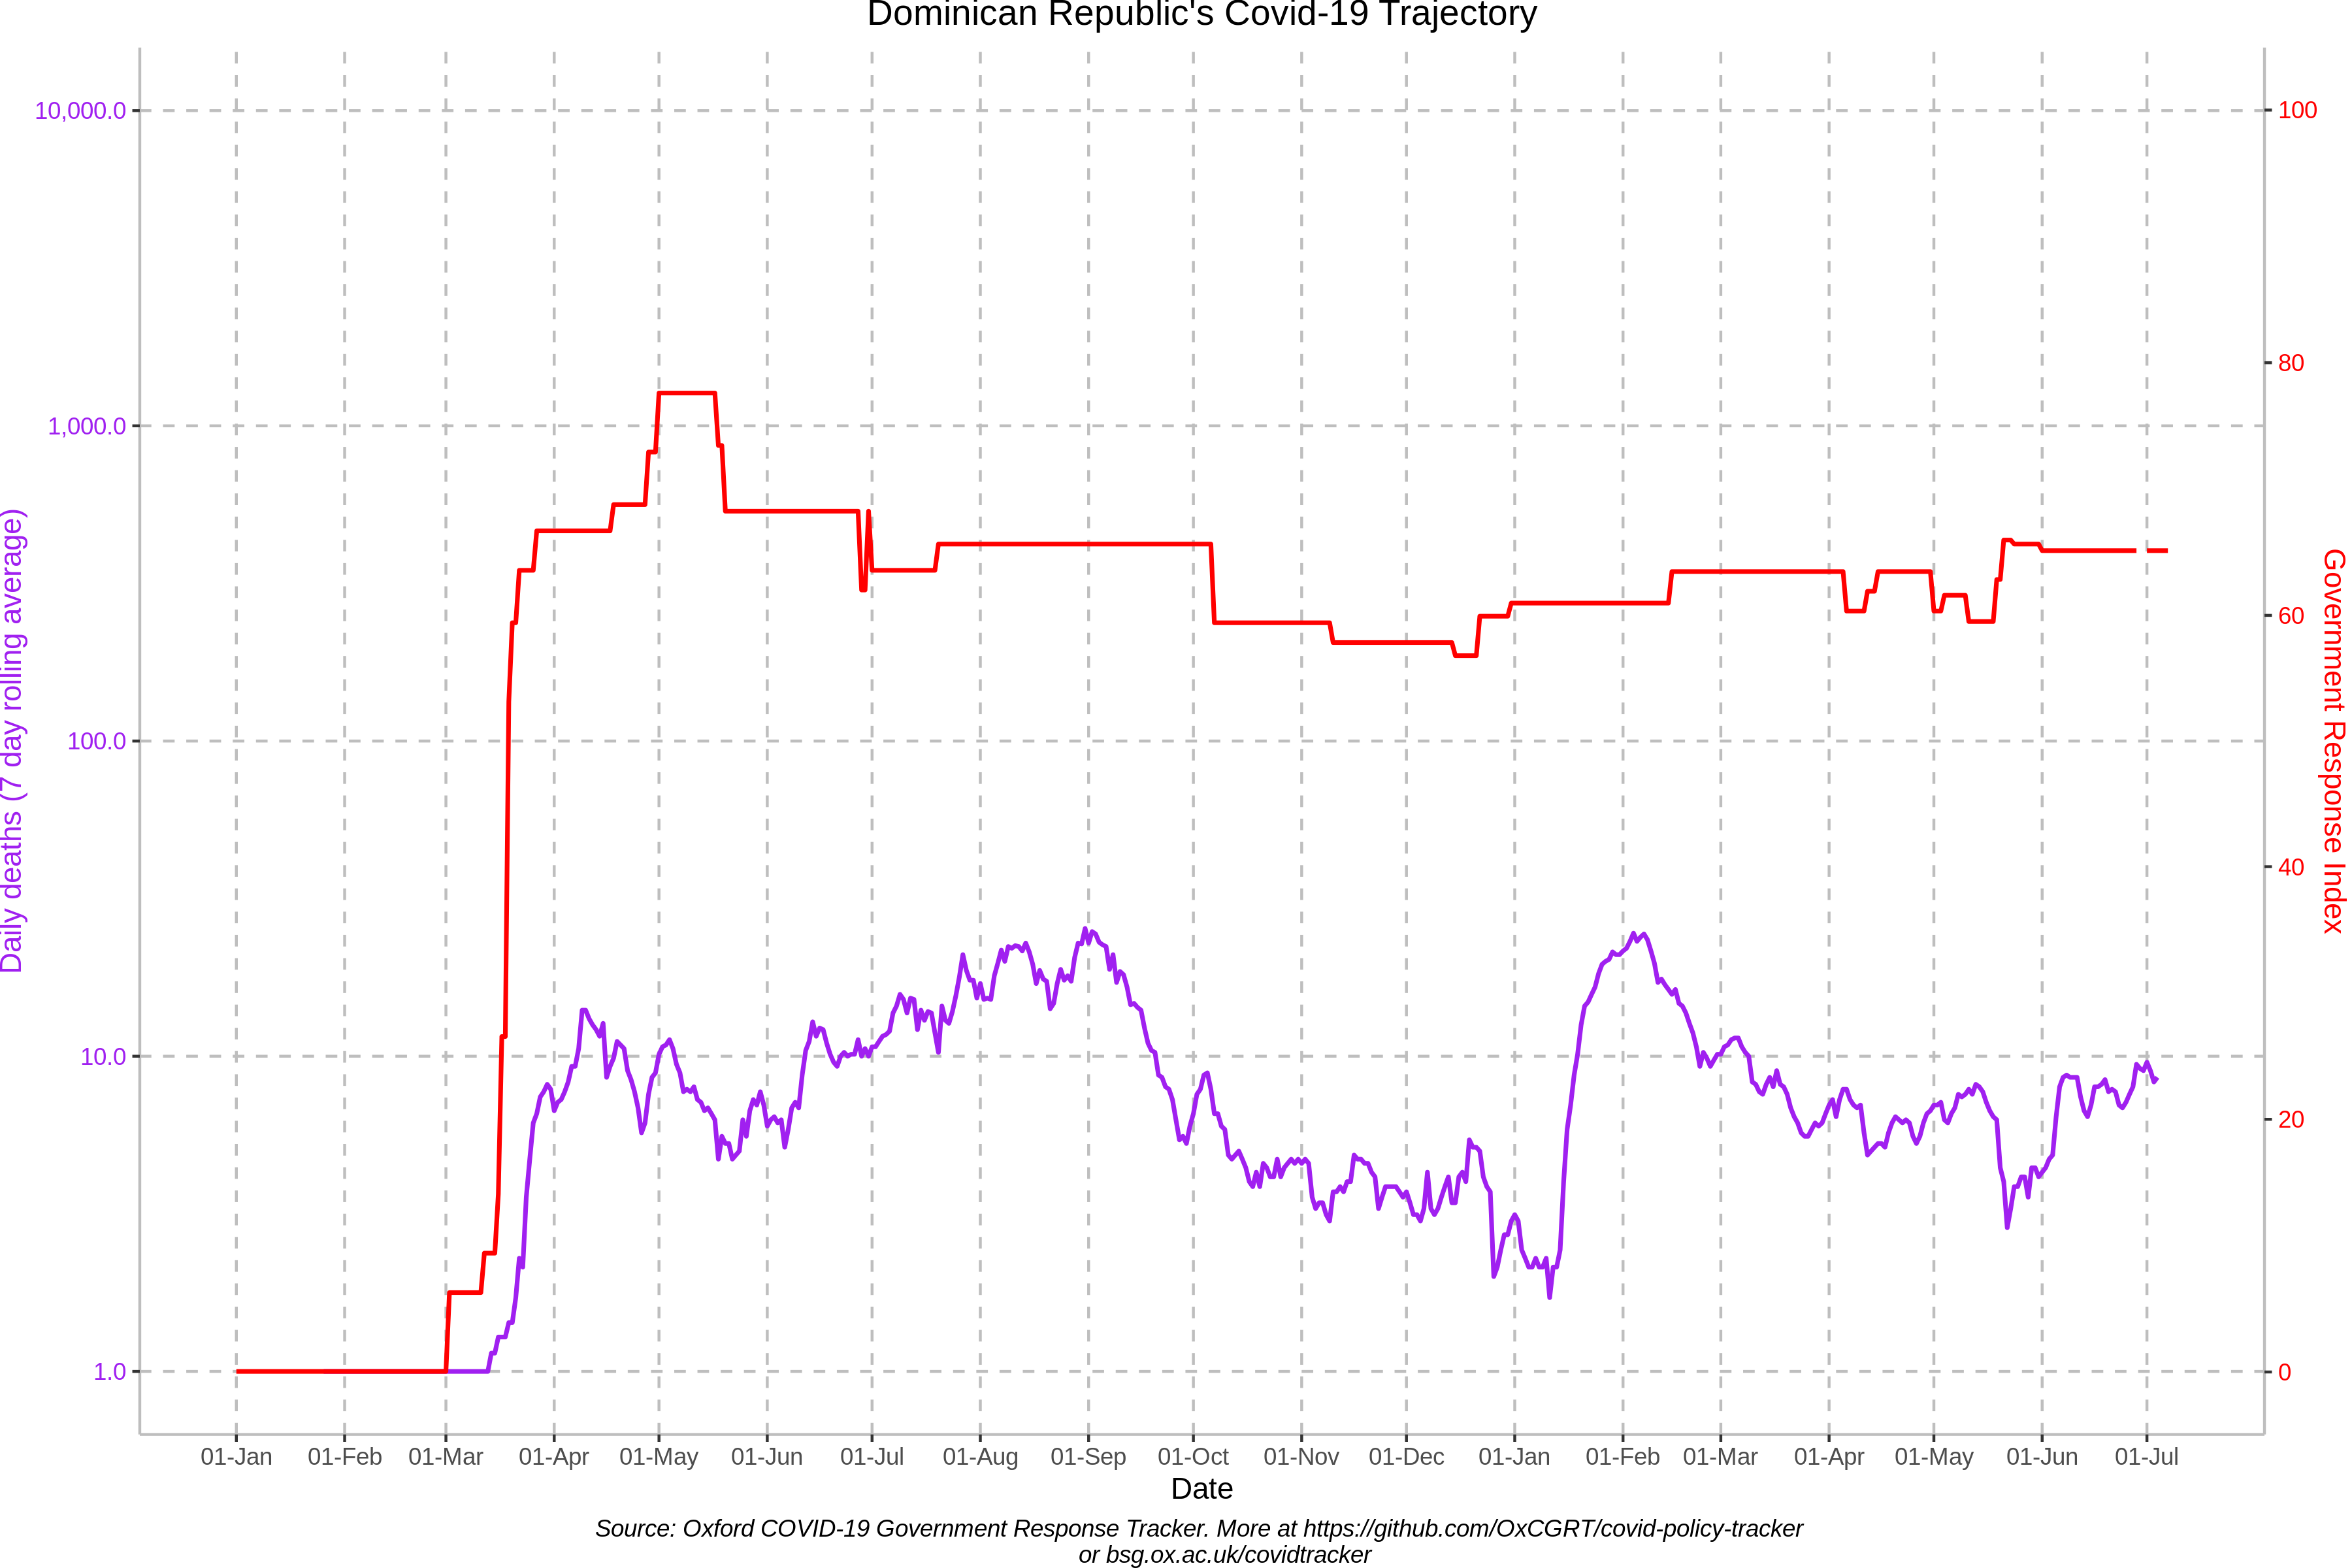 Dominican Republic's Covid-19 Trajectory
10,000.0
1,000.0
100.0
10.0
1.0
Daily deaths (7 day rolling average)
100
80
60
40
20
0
Government Response Index
01-Jan 01-Feb 01-Mar 01-Apr 01-May 01-Jun 01-Jul 01-Aug 01-Sep 01-Oct 01-Nov 01-Dec 01-Jan 01-Feb 01-Mar 01-Apr 01-May 01-Jun 01-Jul
Date
Source: Oxford COVID-19 Government Response Tracker. More at https://github.com/OxCGRT/covid-policy-tracker
or bsg.ox.ac.uk/covidtracker